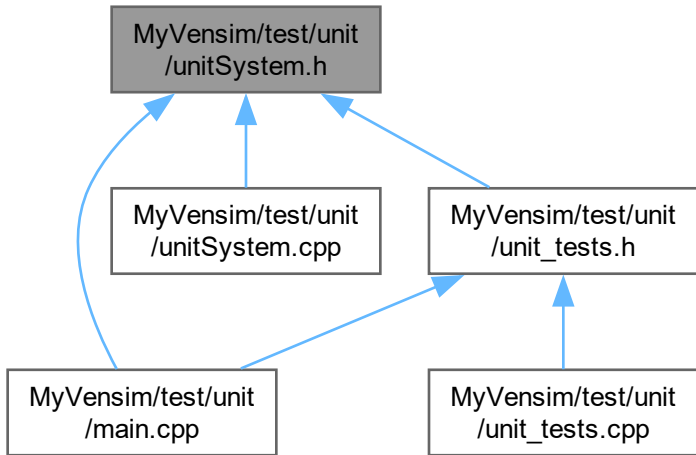 MyVensim/test/unit
/unitSystem.h
MyVensim/test/unit
/unitSystem.cpp
MyVensim/test/unit
/unit_tests.h
MyVensim/test/unit
/main.cpp
MyVensim/test/unit
/unit_tests.cpp